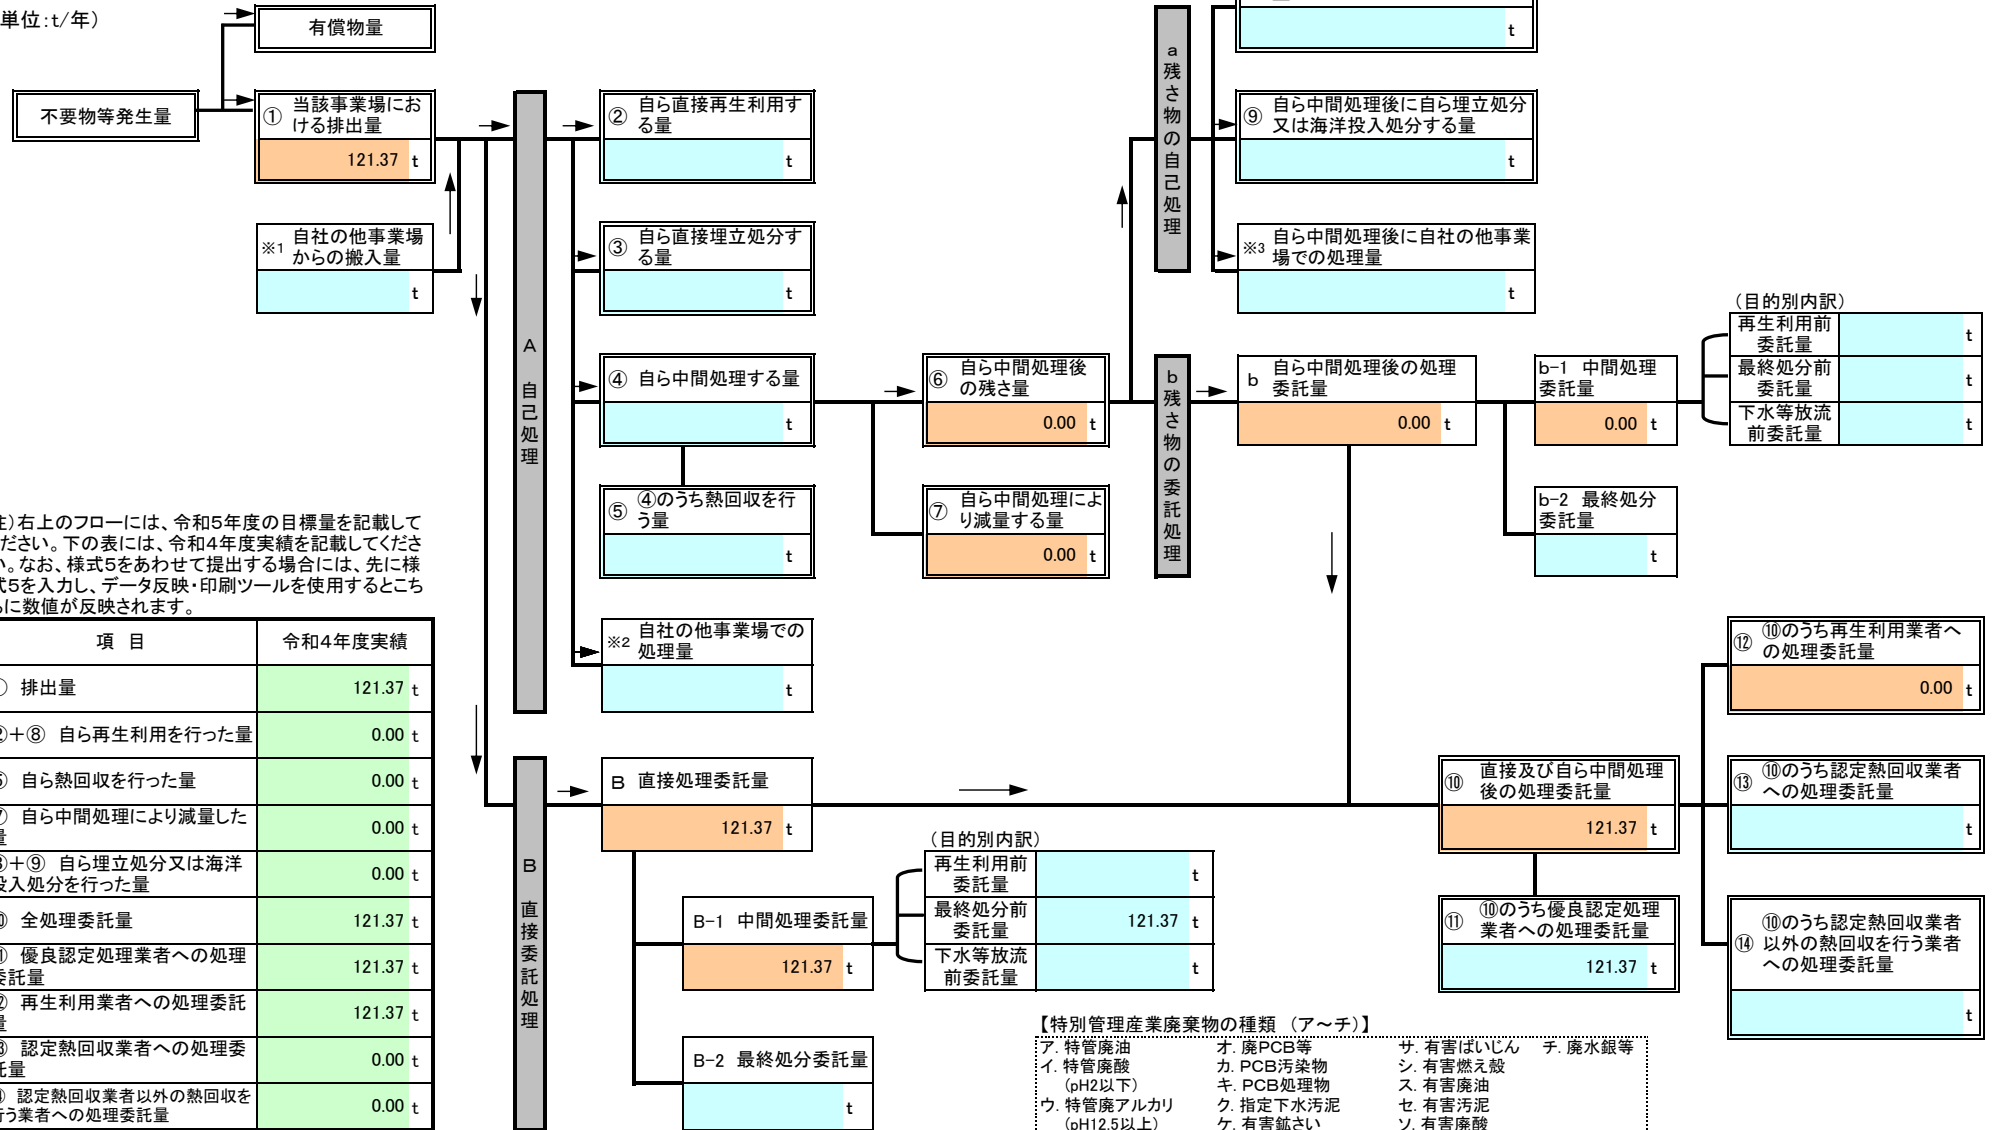 単位:t/年)
有償物量
不要物等発生量
① 当該事業場にお
ける排出量
121.37 t
※1 自社の他事業場
からの搬入量
t
A 自己処理
② 自ら直接再生利用す
る量
t
③ 自ら直接埋立処分す
る量
t
④ 自ら中間処理する量
t
⑤ ④のうち熱回収を行
う量
t
※2 自社の他事業場での
処理量
t
⑥ 自ら中間処理後
の残さ量
0.00 t
⑦ 自ら中間処理によ
り減量する量
0.00 t
a 残さ物の自己処理
t
⑨ 自ら中間処理後に自ら埋立処分
又は海洋投入処分する量
t
※3 自ら中間処理後に自社の他事業
場での処理量
t
b 残さ物の委託処理
b 自ら中間処理後の処理
委託量
0.00 t
b-1 中間処理
委託量
0.00 t
b-2 最終処分
委託量
t
(目的別内訳)
再生利用前
委託量
t
最終処分前
委託量
t
下水等放流
前委託量
t
注)右上のフローには、令和5年度の目標量を記載して
ください。下の表には、令和4年度実績を記載してくださ
い。なお、様式5をあわせて提出する場合には、先に様
式5を入力し、データ反映・印刷ツールを使用するとこち
らに数値が反映されます。
項 目 令和4年度実績
① 排出量 121.37 t
②+⑧ 自ら再生利用を行った量 0.00 t
⑤ 自ら熱回収を行った量 0.00 t
⑦ 自ら中間処理により減量した
量 0.00 t
③+⑨ 自ら埋立処分又は海洋
投入処分を行った量 0.00 t
⑩ 全処理委託量 121.37 t
⑪ 優良認定処理業者への処理
委託量 121.37 t
⑫ 再生利用業者への処理委託
量 121.37 t
⑬ 認定熱回収業者への処理委
託量 0.00 t
⑭ 認定熱回収業者以外の熱回収を
行う業者への処理委託量 0.00 t
B 直接委託処理
B 直接処理委託量
121.37 t
B-1 中間処理委託量
121.37 t
B-2 最終処分委託量
t
(目的別内訳)
再生利用前
委託量
t
最終処分前
委託量
121.37 t
下水等放流
前委託量
t
⑩ 直接及び自ら中間処理
後の処理委託量
121.37 t
⑪ ⑩のうち優良認定処理
業者への処理委託量
121.37 t
⑫ ⑩のうち再生利用業者へ
の処理委託量
0.00 t
⑬ ⑩のうち認定熱回収業者
への処理委託量
t
⑭ ⑩のうち認定熱回収業者
以外の熱回収を行う業者
への処理委託量
t
【特別管理産業廃棄物の種類 (ア~チ)】
ア. 特管廃油 オ. 廃PCB等 サ. 有害ばいじん チ. 廃水銀等
イ. 特管廃酸 カ. PCB汚染物 シ. 有害燃え殻
(pH2以下) キ. PCB処理物 ス. 有害廃油
ウ. 特管廃アルカリ ク. 指定下水汚泥 セ. 有害汚泥
(pH12.5以上) ケ. 有害鉱さい ソ. 有害廃酸